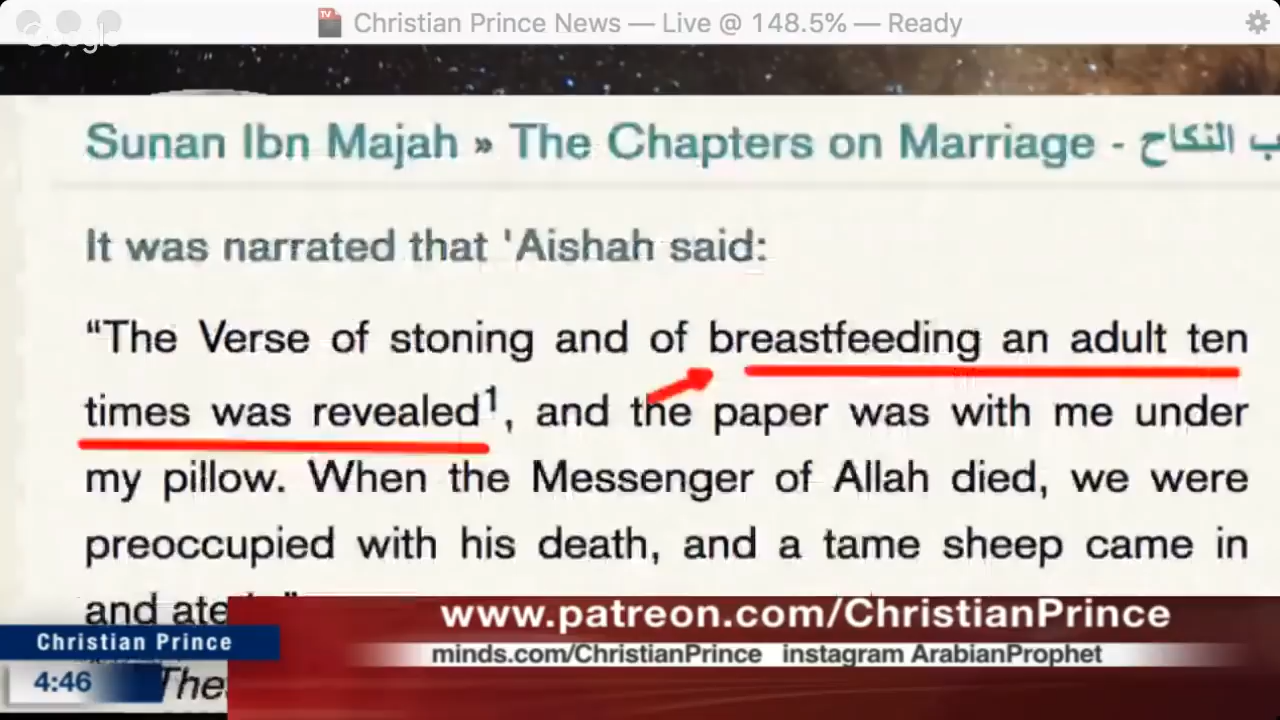 Christian Prince News — Live @ 148.5% — Ready
Google
Sunan Ibn Majah » The Chapters on Marriage - ب النكاح
It was narrated that 'Aishah said:
“The Verse of stoning and of breastfeeding an adult ten
times was revealed¹, and the paper was with me under
my pillow. When the Messenger of Allah died, we were
preoccupied with his death, and a tame sheep came in
and ate
www.patreon.com/ChristianPrince
Christian Prince
minds.com/ChristianPrince instagram ArabianProphet
4:46